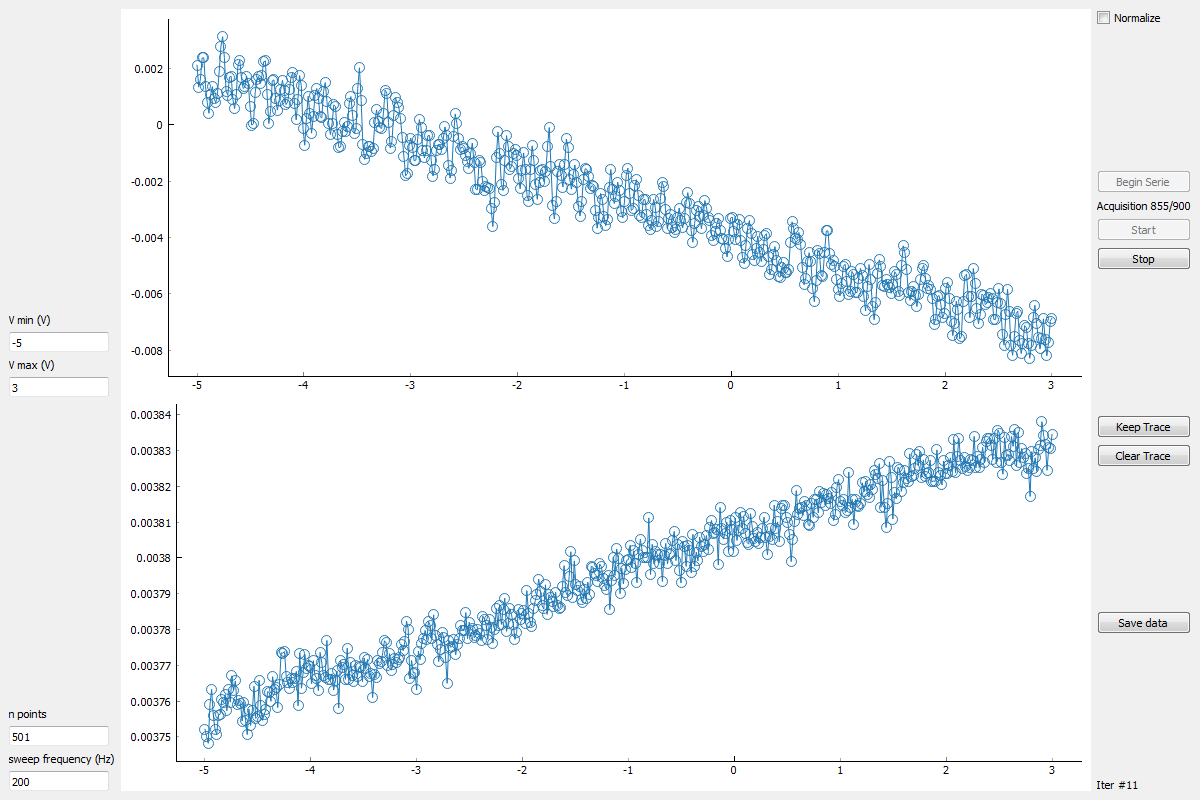 Normalize
0.002
0
-0.002
-0.004
-0.006
-0.008
-5 -4 -3 -2 -1 0 1 2 3
V min (V)
-5
V max (V)
3
Begin Serie
Acquisition 855/900
Start
Stop
0.00384
0.00383
0.00382
0.00381
0.0038
0.00379
0.00378
0.00377
0.00376
0.00375
-5 -4 -3 -2 -1 0 1 2 3
Keep Trace
Clear Trace
Save data
n points
501
sweep frequency (Hz)
200
Iter #11